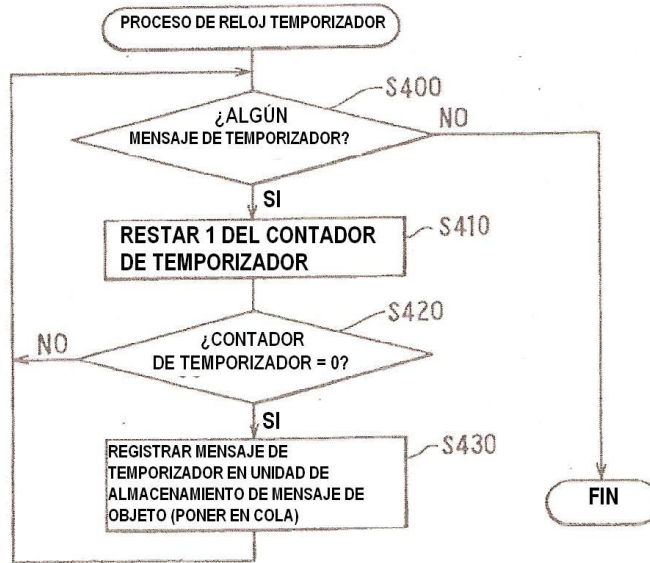 PROCESO DE RELOJ TEMPORIZADOR
S400
¿ALGÚN
MENSAJE DE TEMPORIZADOR?
NO
SI
RESTAR 1 DEL CONTADOR
DE TEMPORIZADOR
S410
S420
¿CONTADOR
DE TEMPORIZADOR = 0?
NO
SI
REGISTRAR MENSAJE DE
TEMPORIZADOR EN UNIDAD DE
ALMACENAMIENTO DE MENSAJE DE
OBJETO (PONER EN COLA)
S430
FIN